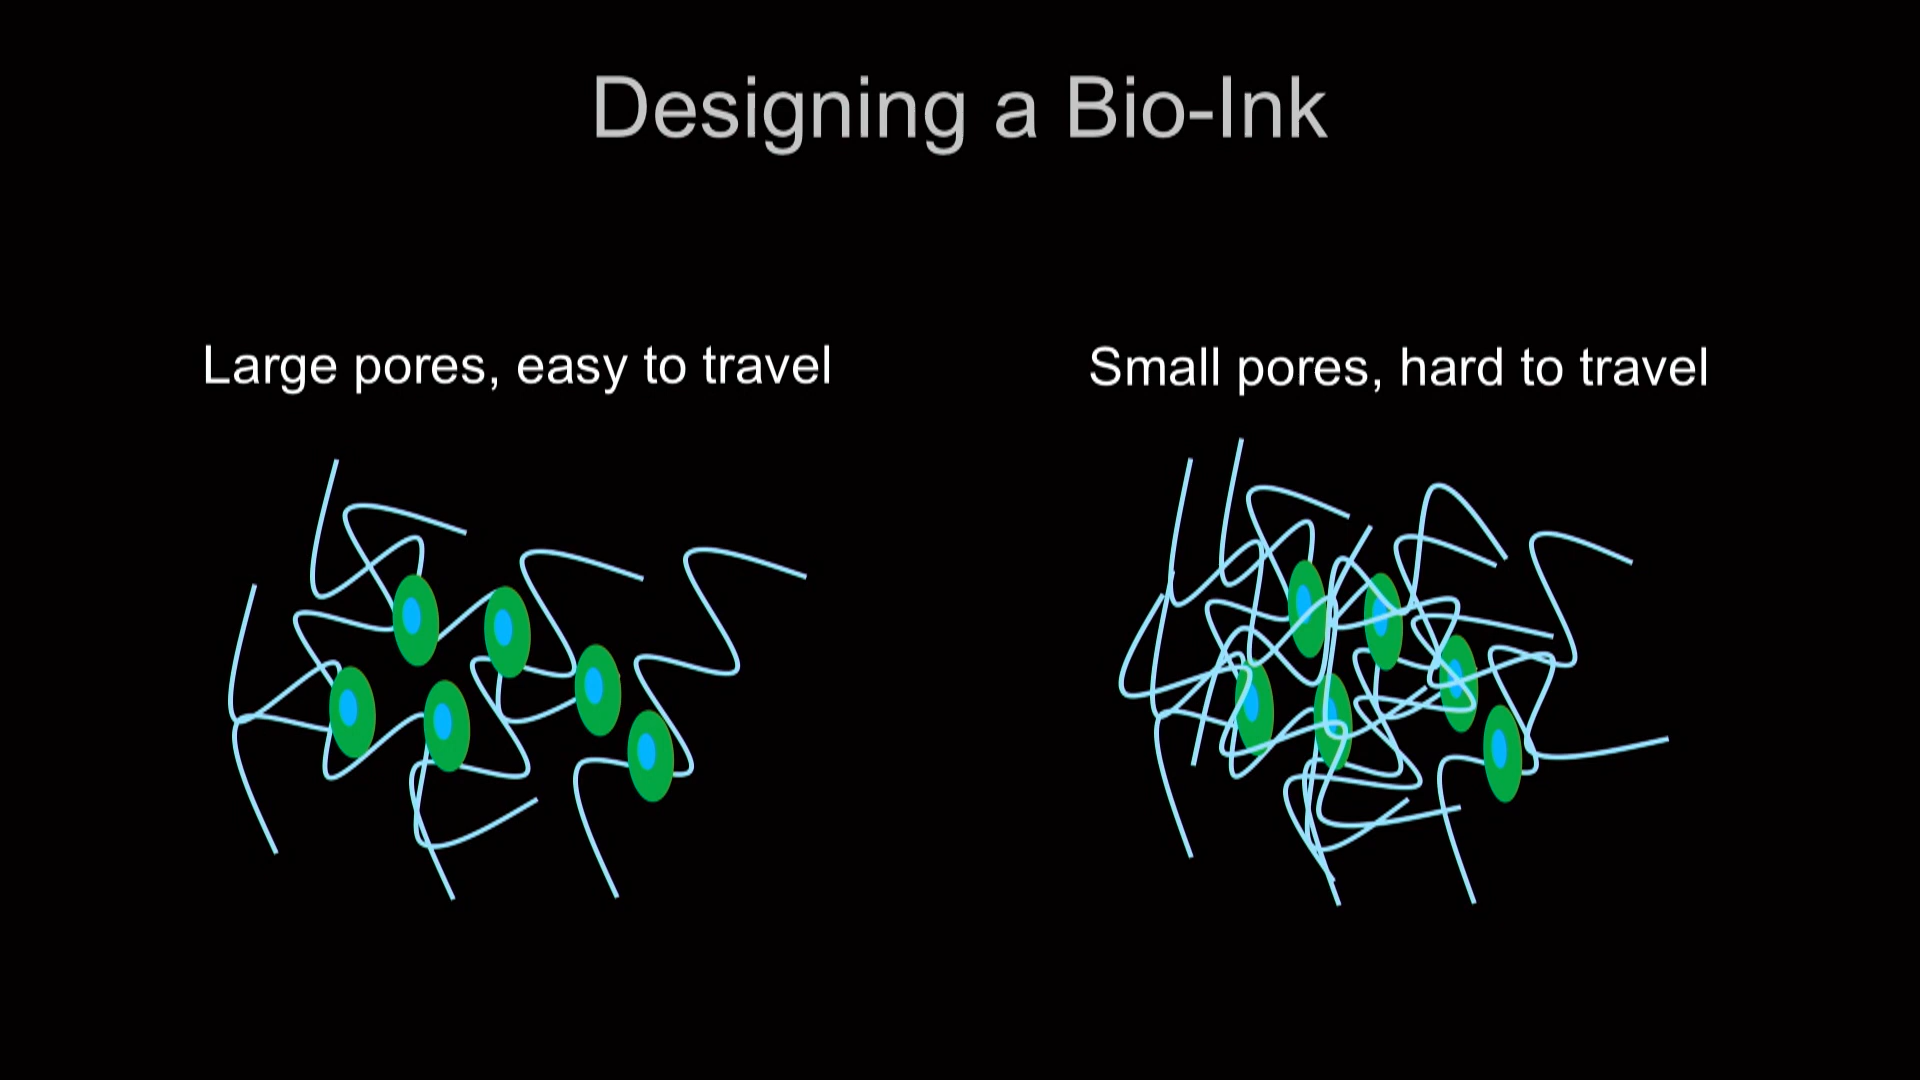 Designing a Bio-Ink
Large pores, easy to travel
Small pores, hard to travel